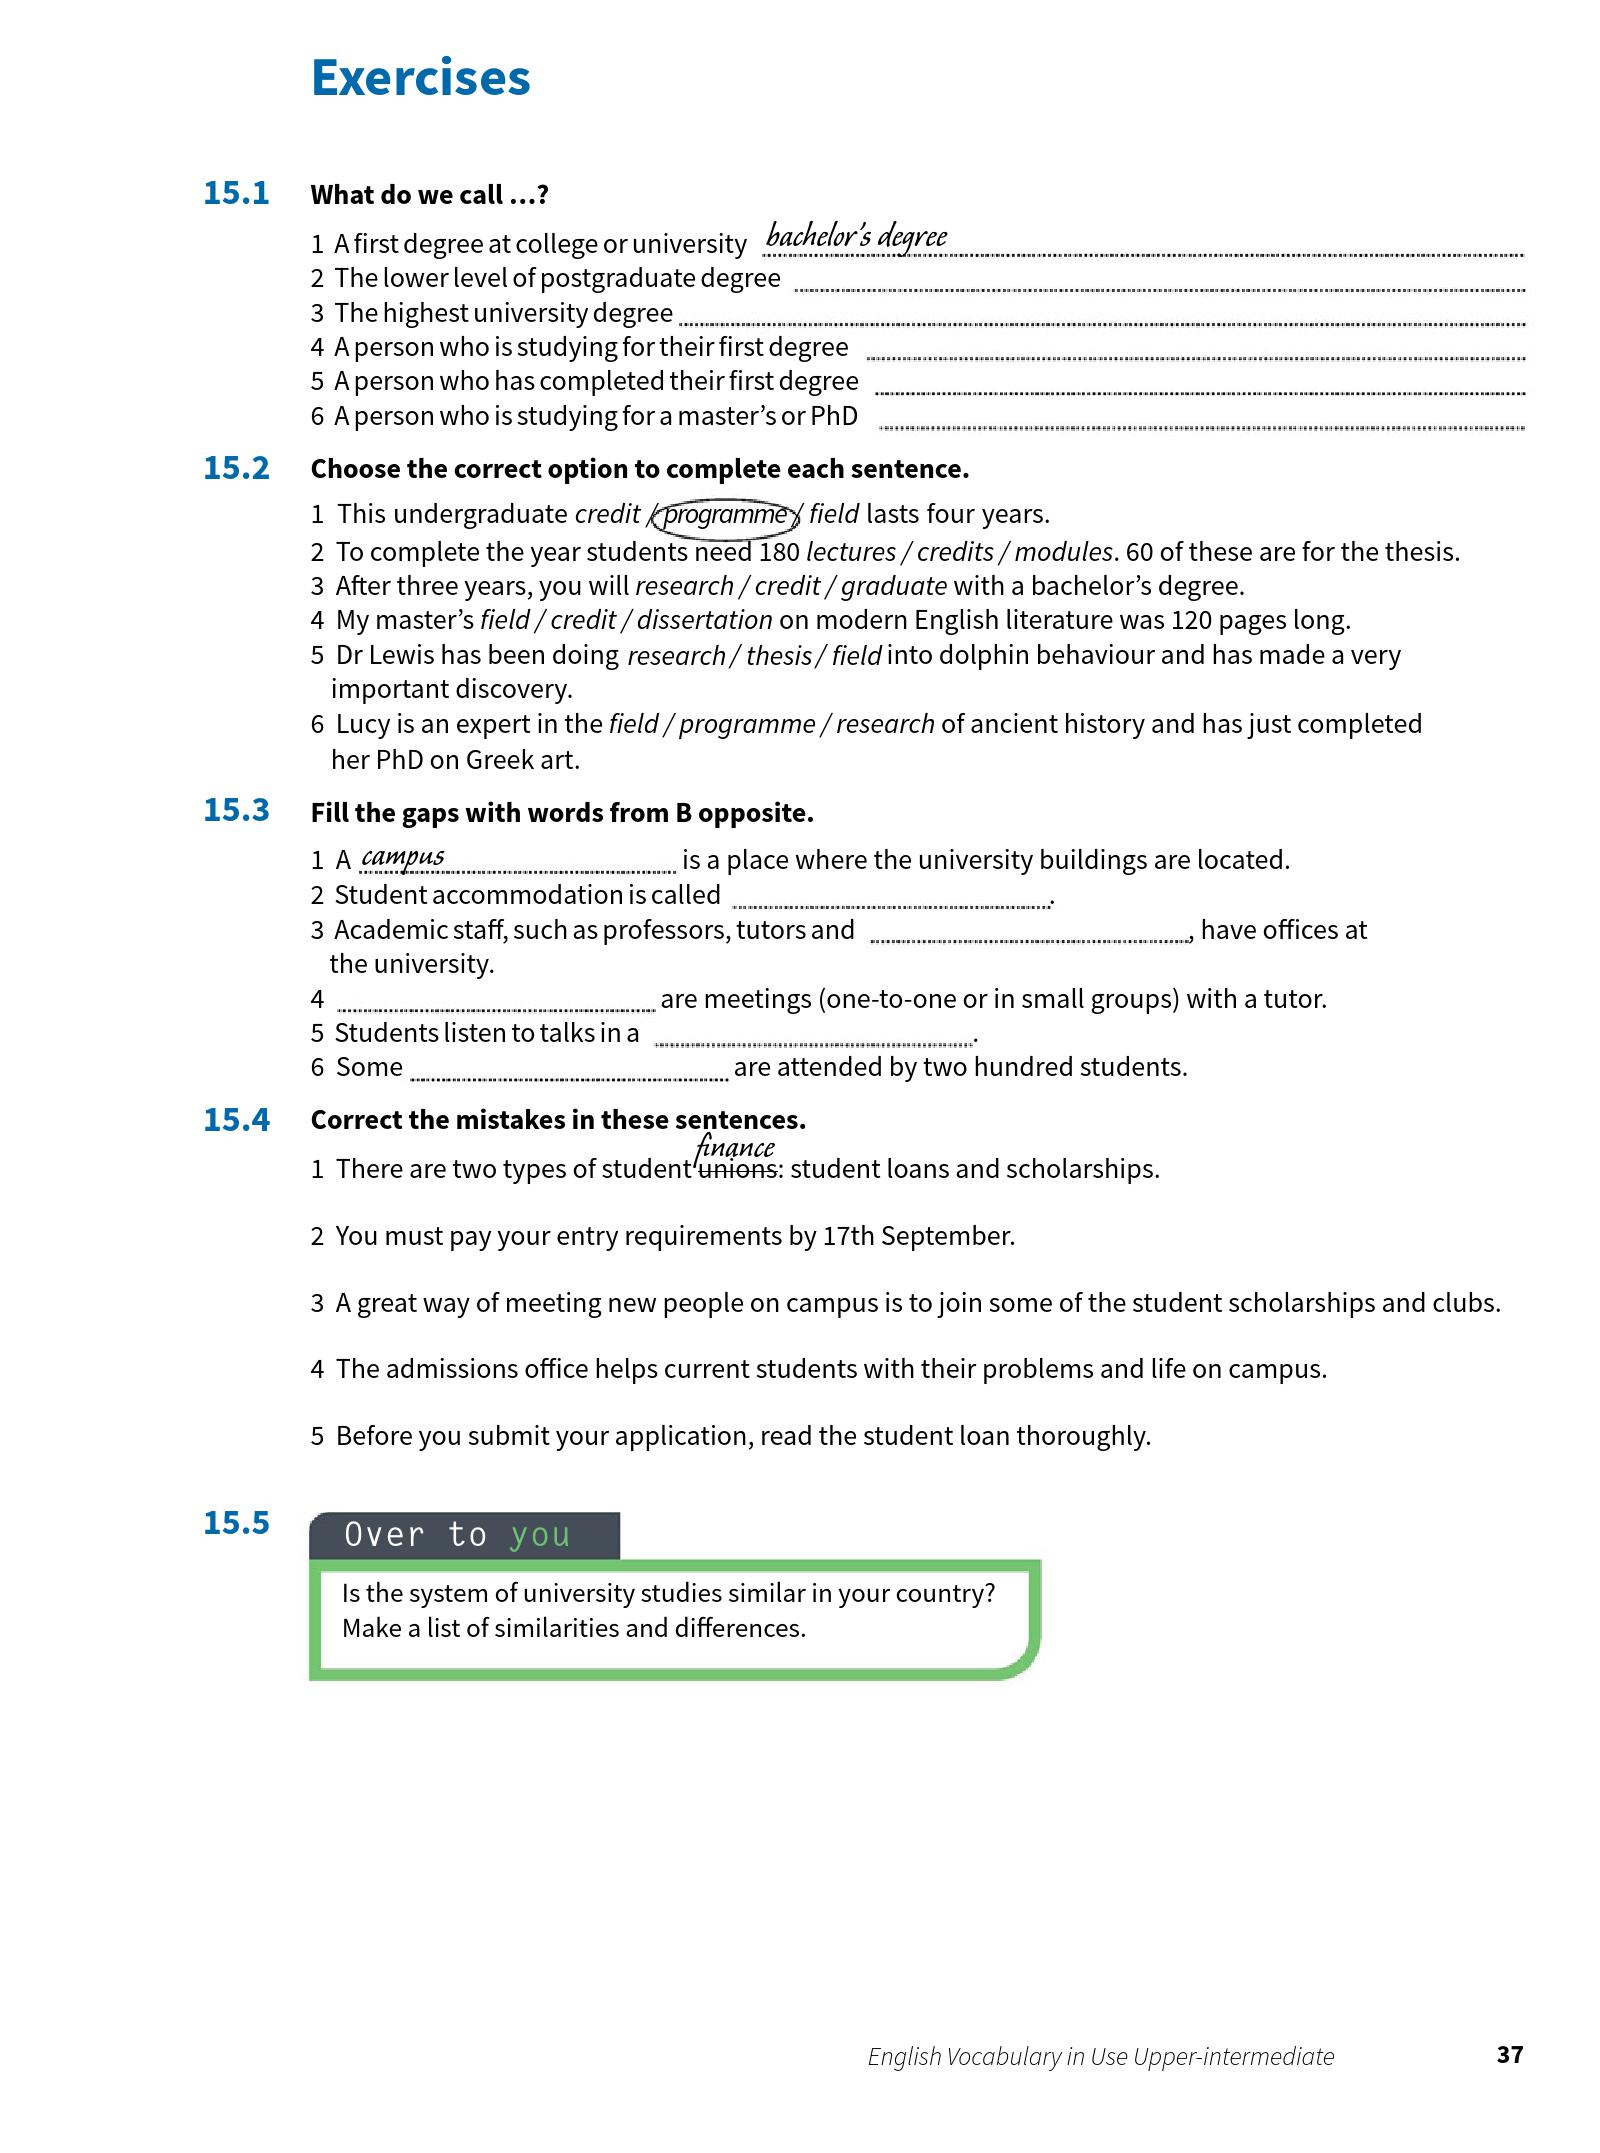 Exercises
15.1 What do we call …?
1 A first degree at college or university bachelor's degree
2 The lower level of postgraduate degree
3 The highest university degree
4 A person who is studying for their first degree
5 A person who has completed their first degree
6 A person who is studying for a master's or PhD
15.2 Choose the correct option to complete each sentence.
1 This undergraduate credit / programme / field lasts four years.
2 To complete the year students need 180 lectures / credits / modules. 60 of these are for the thesis.
3 After three years, you will research / credit / graduate with a bachelor's degree.
4 My master's field / credit / dissertation on modern English literature was 120 pages long.
5 Dr Lewis has been doing research / thesis / field into dolphin behaviour and has made a very
important discovery.
6 Lucy is an expert in the field / programme / research of ancient history and has just completed
her PhD on Greek art.
15.3 Fill the gaps with words from B opposite.
1 A campus is a place where the university buildings are located.
2 Student accommodation is called .
3 Academic staff, such as professors, tutors and , have offices at
the university.
4 are meetings (one-to-one or in small groups) with a tutor.
5 Students listen to talks in a .
6 Some are attended by two hundred students.
15.4 Correct the mistakes in these sentences.
finance
1 There are two types of student unions: student loans and scholarships.
2 You must pay your entry requirements by 17th September.
3 A great way of meeting new people on campus is to join some of the student scholarships and clubs.
4 The admissions office helps current students with their problems and life on campus.
5 Before you submit your application, read the student loan thoroughly.
15.5 Over to you
Is the system of university studies similar in your country?
Make a list of similarities and differences.
English Vocabulary in Use Upper-intermediate 37